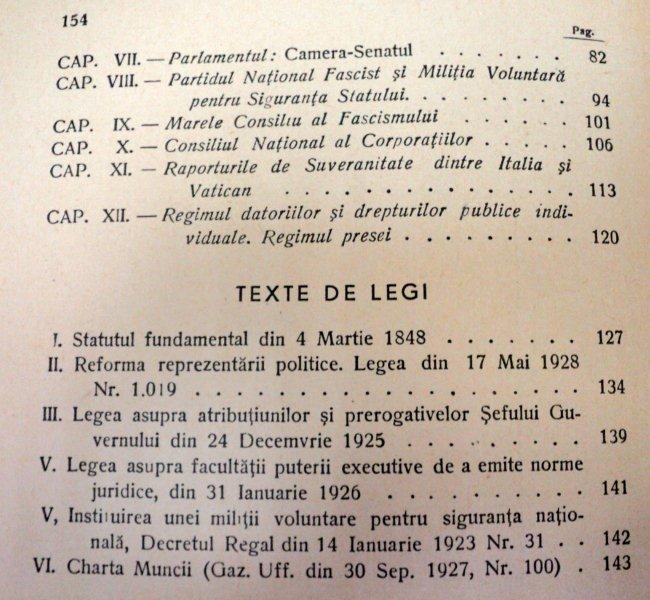 154
Pag.
CAP. VII. — Parlamentul: Camera-Senatul . . . . . . . 82
CAP. VIII. — Partidul Național Fascist și Miliția Voluntară
pentru Siguranța Statului. . . . . . . . . 94
CAP. IX. — Marele Consiliu al Fascismului . . . . . . 101
CAP. X. — Consiliul Național al Corporațiilor . . . . . 106
CAP. XI. — Raporturile de Suveranitate dintre Italia și
Vatican . . . . . . . . . . . . . . 113
CAP. XII. — Regimul datoriilor și drepturilor publice indi-
viduale. Regimul presei . . . . . . . . . 120
TEXTE DE LEGI
I. Statutul fundamental din 4 Martie 1848 . . . . . . . 127
II. Reforma reprezentării politice. Legea din 17 Mai 1928
Nr. 1.019 . . . . . . . . . . . . . . . . . 134
III. Legea asupra atribuțiunilor și prerogativelor Șefului Gu-
vernului din 24 Decemvrie 1925 . . . . . . . . . 139
V. Legea asupra facultății puterii executive de a emite norme
juridice, din 31 Ianuarie 1926 . . . . . . . . . . 141
V, Instituirea unei miliții voluntare pentru siguranța națio-
nală, Decretul Regal din 14 Ianuarie 1923 Nr. 31 . . 142
VI. Charta Muncii (Gaz. Uff. din 30 Sep. 1927, Nr. 100) . 143